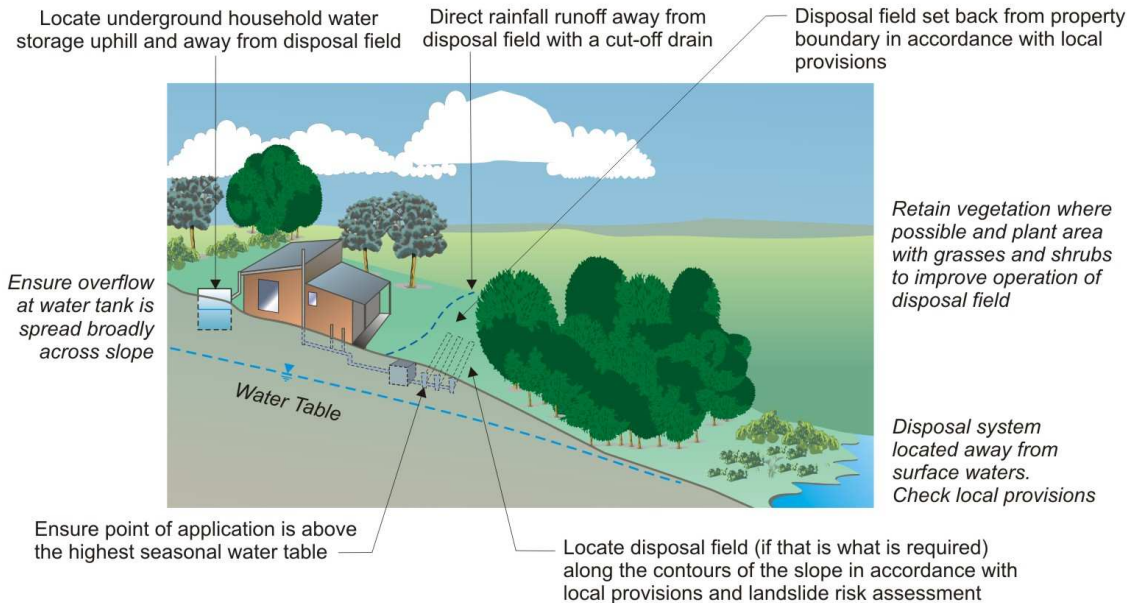 Locate underground household water
storage uphill and away from disposal field
Direct rainfall runoff away from
disposal field with a cut-off drain
Disposal field set back from property
boundary in accordance with local
provisions
Retain vegetation where
possible and plant area
with grasses and shrubs
to improve operation of
disposal field
Ensure overflow
at water tank is
spread broadly
across slope
Water Table
Disposal system
located away from
surface waters.
Check local provisions
Ensure point of application is above
the highest seasonal water table
Locate disposal field (if that is what is required)
along the contours of the slope in accordance with
local provisions and landslide risk assessment